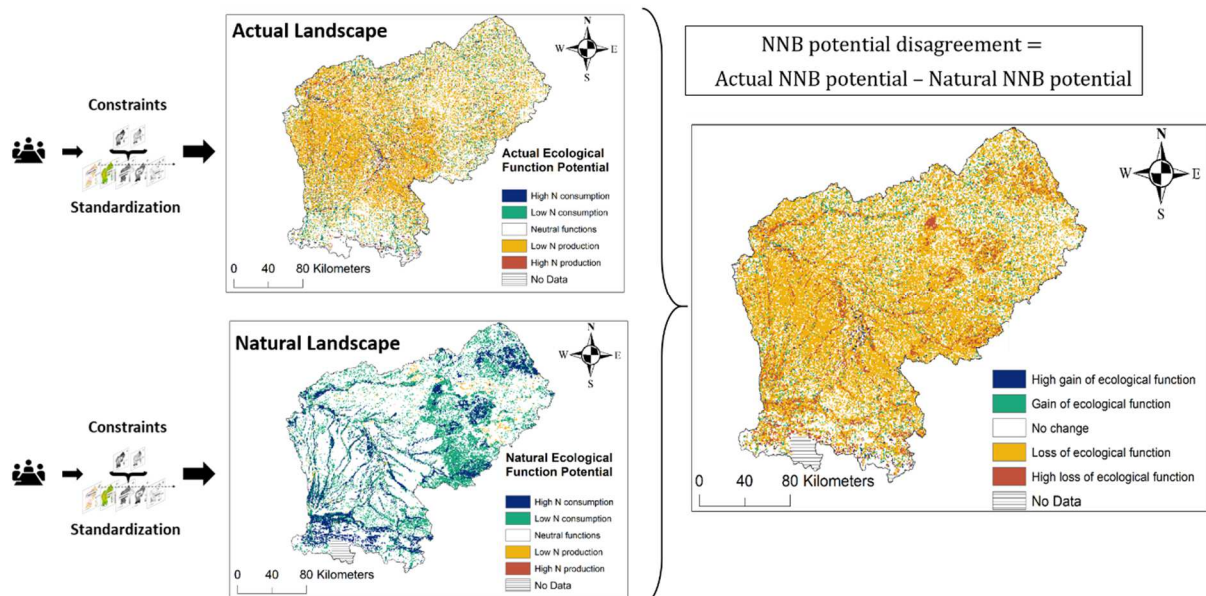 Constraints
Standardization
Actual Landscape
N
W E
S
Actual Ecological
Function Potential
High N consumption
Low N consumption
Neutral functions
Low N production
High N production
No Data
0 40 80 Kilometers
Constraints
Standardization
Natural Landscape
N
W E
S
Natural Ecological
Function Potential
High N consumption
Low N consumption
Neutral functions
Low N production
High N production
No Data
0 40 80 Kilometers
NNB potential disagreement =
Actual NNB potential – Natural NNB potential
N
W E
S
High gain of ecological function
Gain of ecological function
No change
Loss of ecological function
High loss of ecological function
No Data
80 Kilometers
0 40